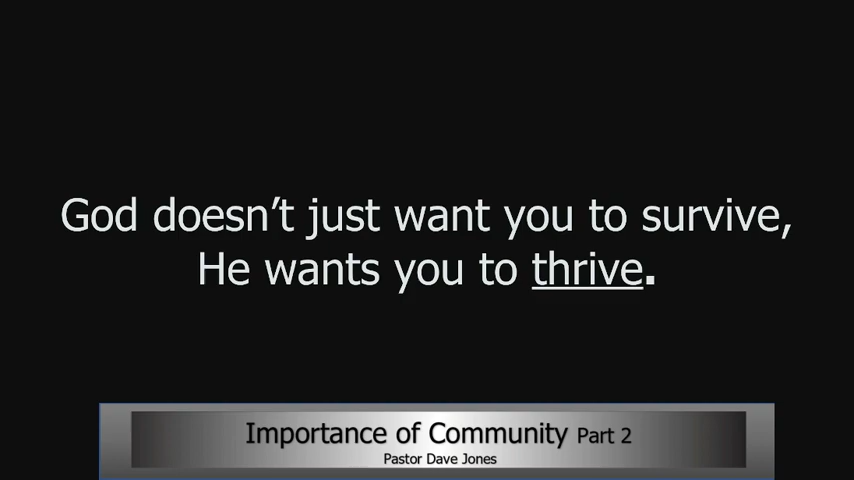 God doesn’t just want you to survive,
He wants you to thrive.
Importance of Community Part 2
Pastor Dave Jones